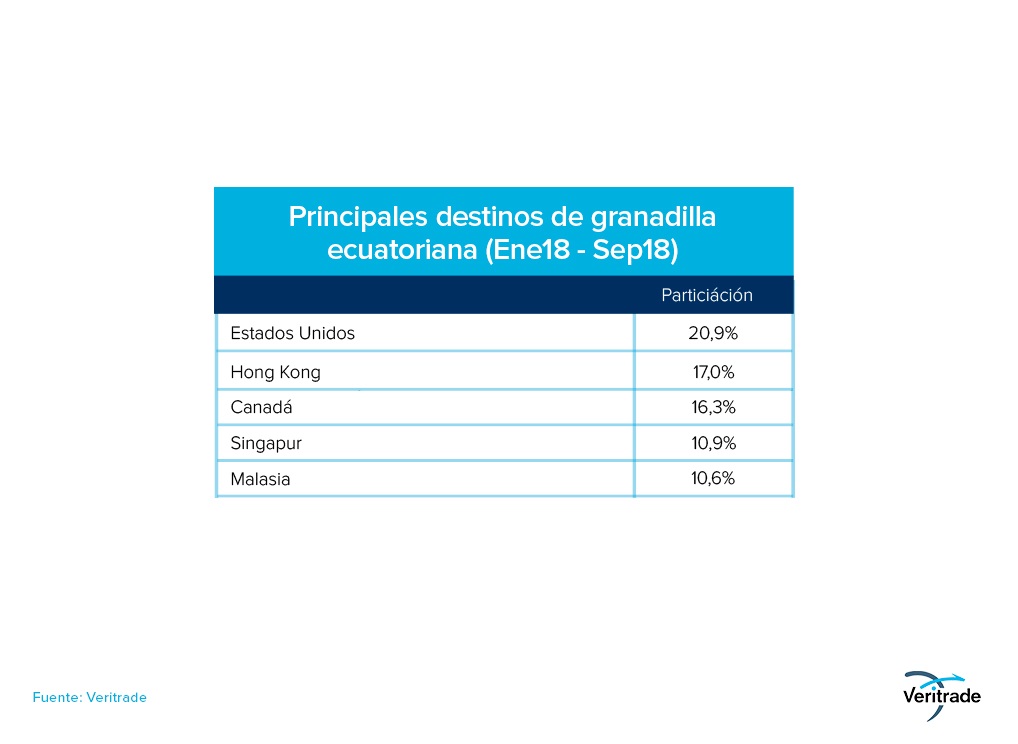 Principales destinos de granadilla
ecuatoriana (Ene18 - Sep18)
Particiáción
Estados Unidos 20,9%
Hong Kong 17,0%
Canadá 16,3%
Singapur 10,9%
Malasia 10,6%
Fuente: Veritrade
Veritrade